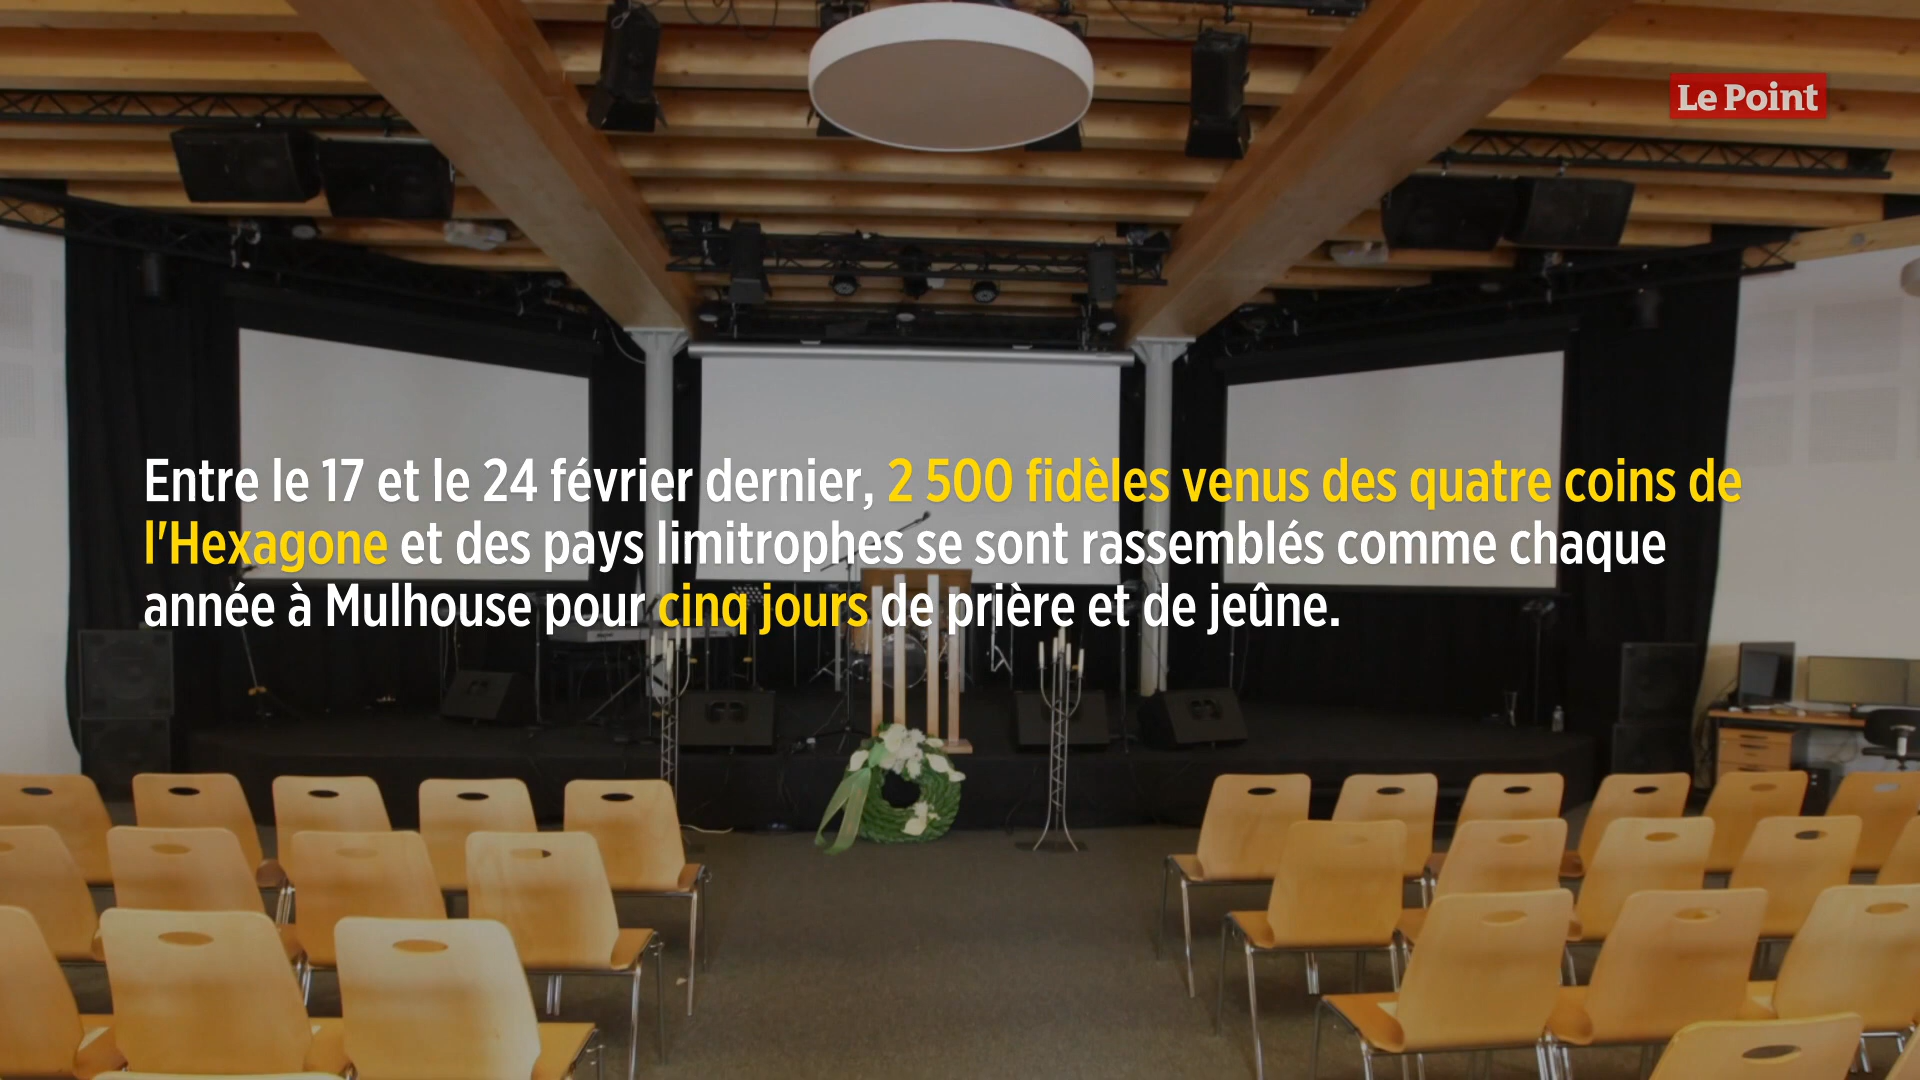 Le Point
Entre le 17 et le 24 février dernier, 2 500 fidèles venus des quatre coins de
l'Hexagone et des pays limitrophes se sont rassemblés comme chaque
année à Mulhouse pour cinq jours de prière et de jeûne.